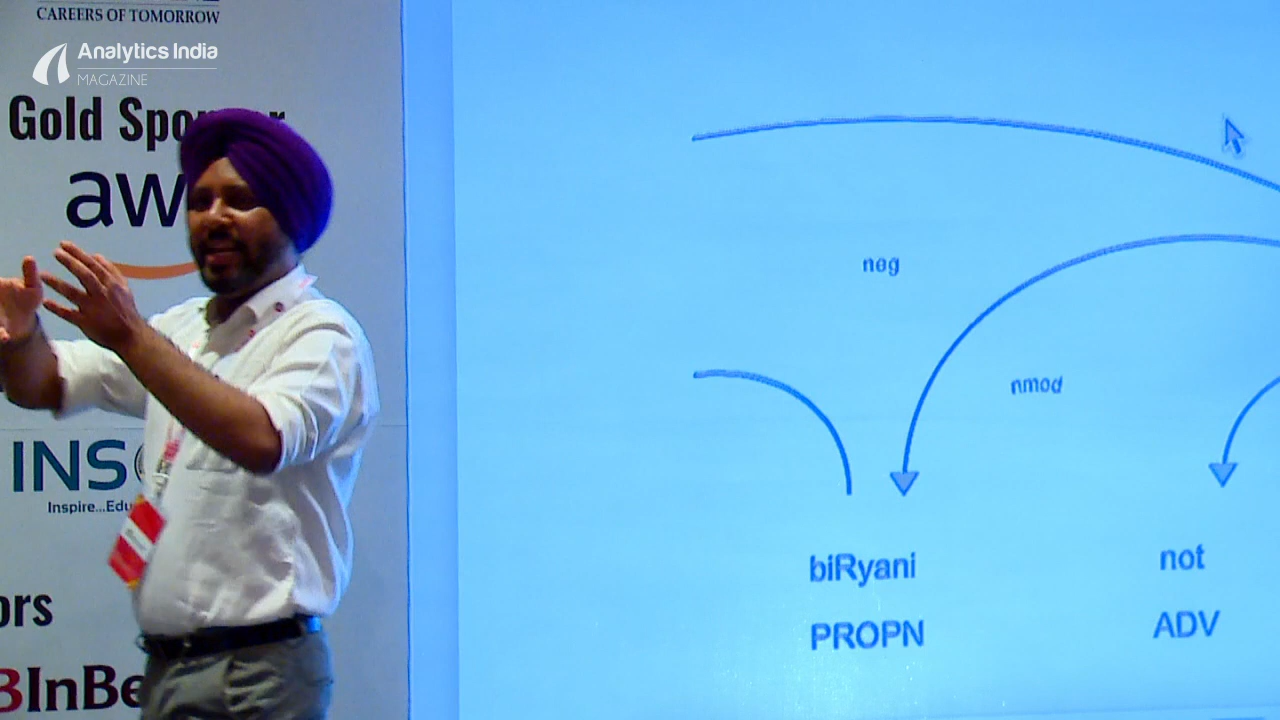 CAREERS OF TOMORROW
Analytics India
MAGAZINE
Gold Spo r
aw
INS
Inspire...Edu
ors
BInBe
neg
nmod
biRyani
not
PROPN
ADV